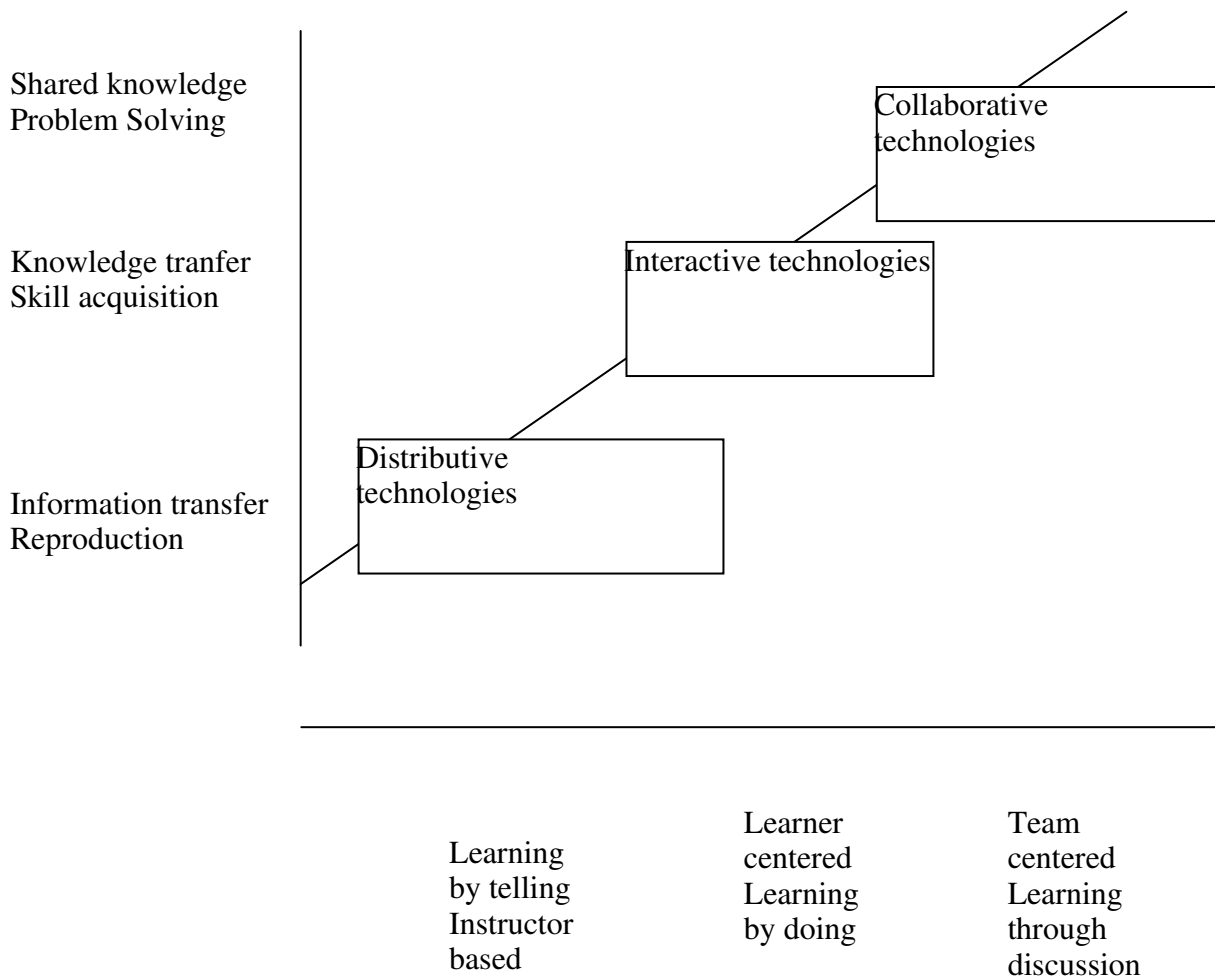 Shared knowledge
Problem Solving
Collaborative
technologies
Knowledge tranfer
Skill acquisition
Interactive technologies
Distributive
technologies
Information transfer
Reproduction
Learning
by telling
Instructor
based
Learner
centered
Learning
by doing
Team
centered
Learning
through
discussion